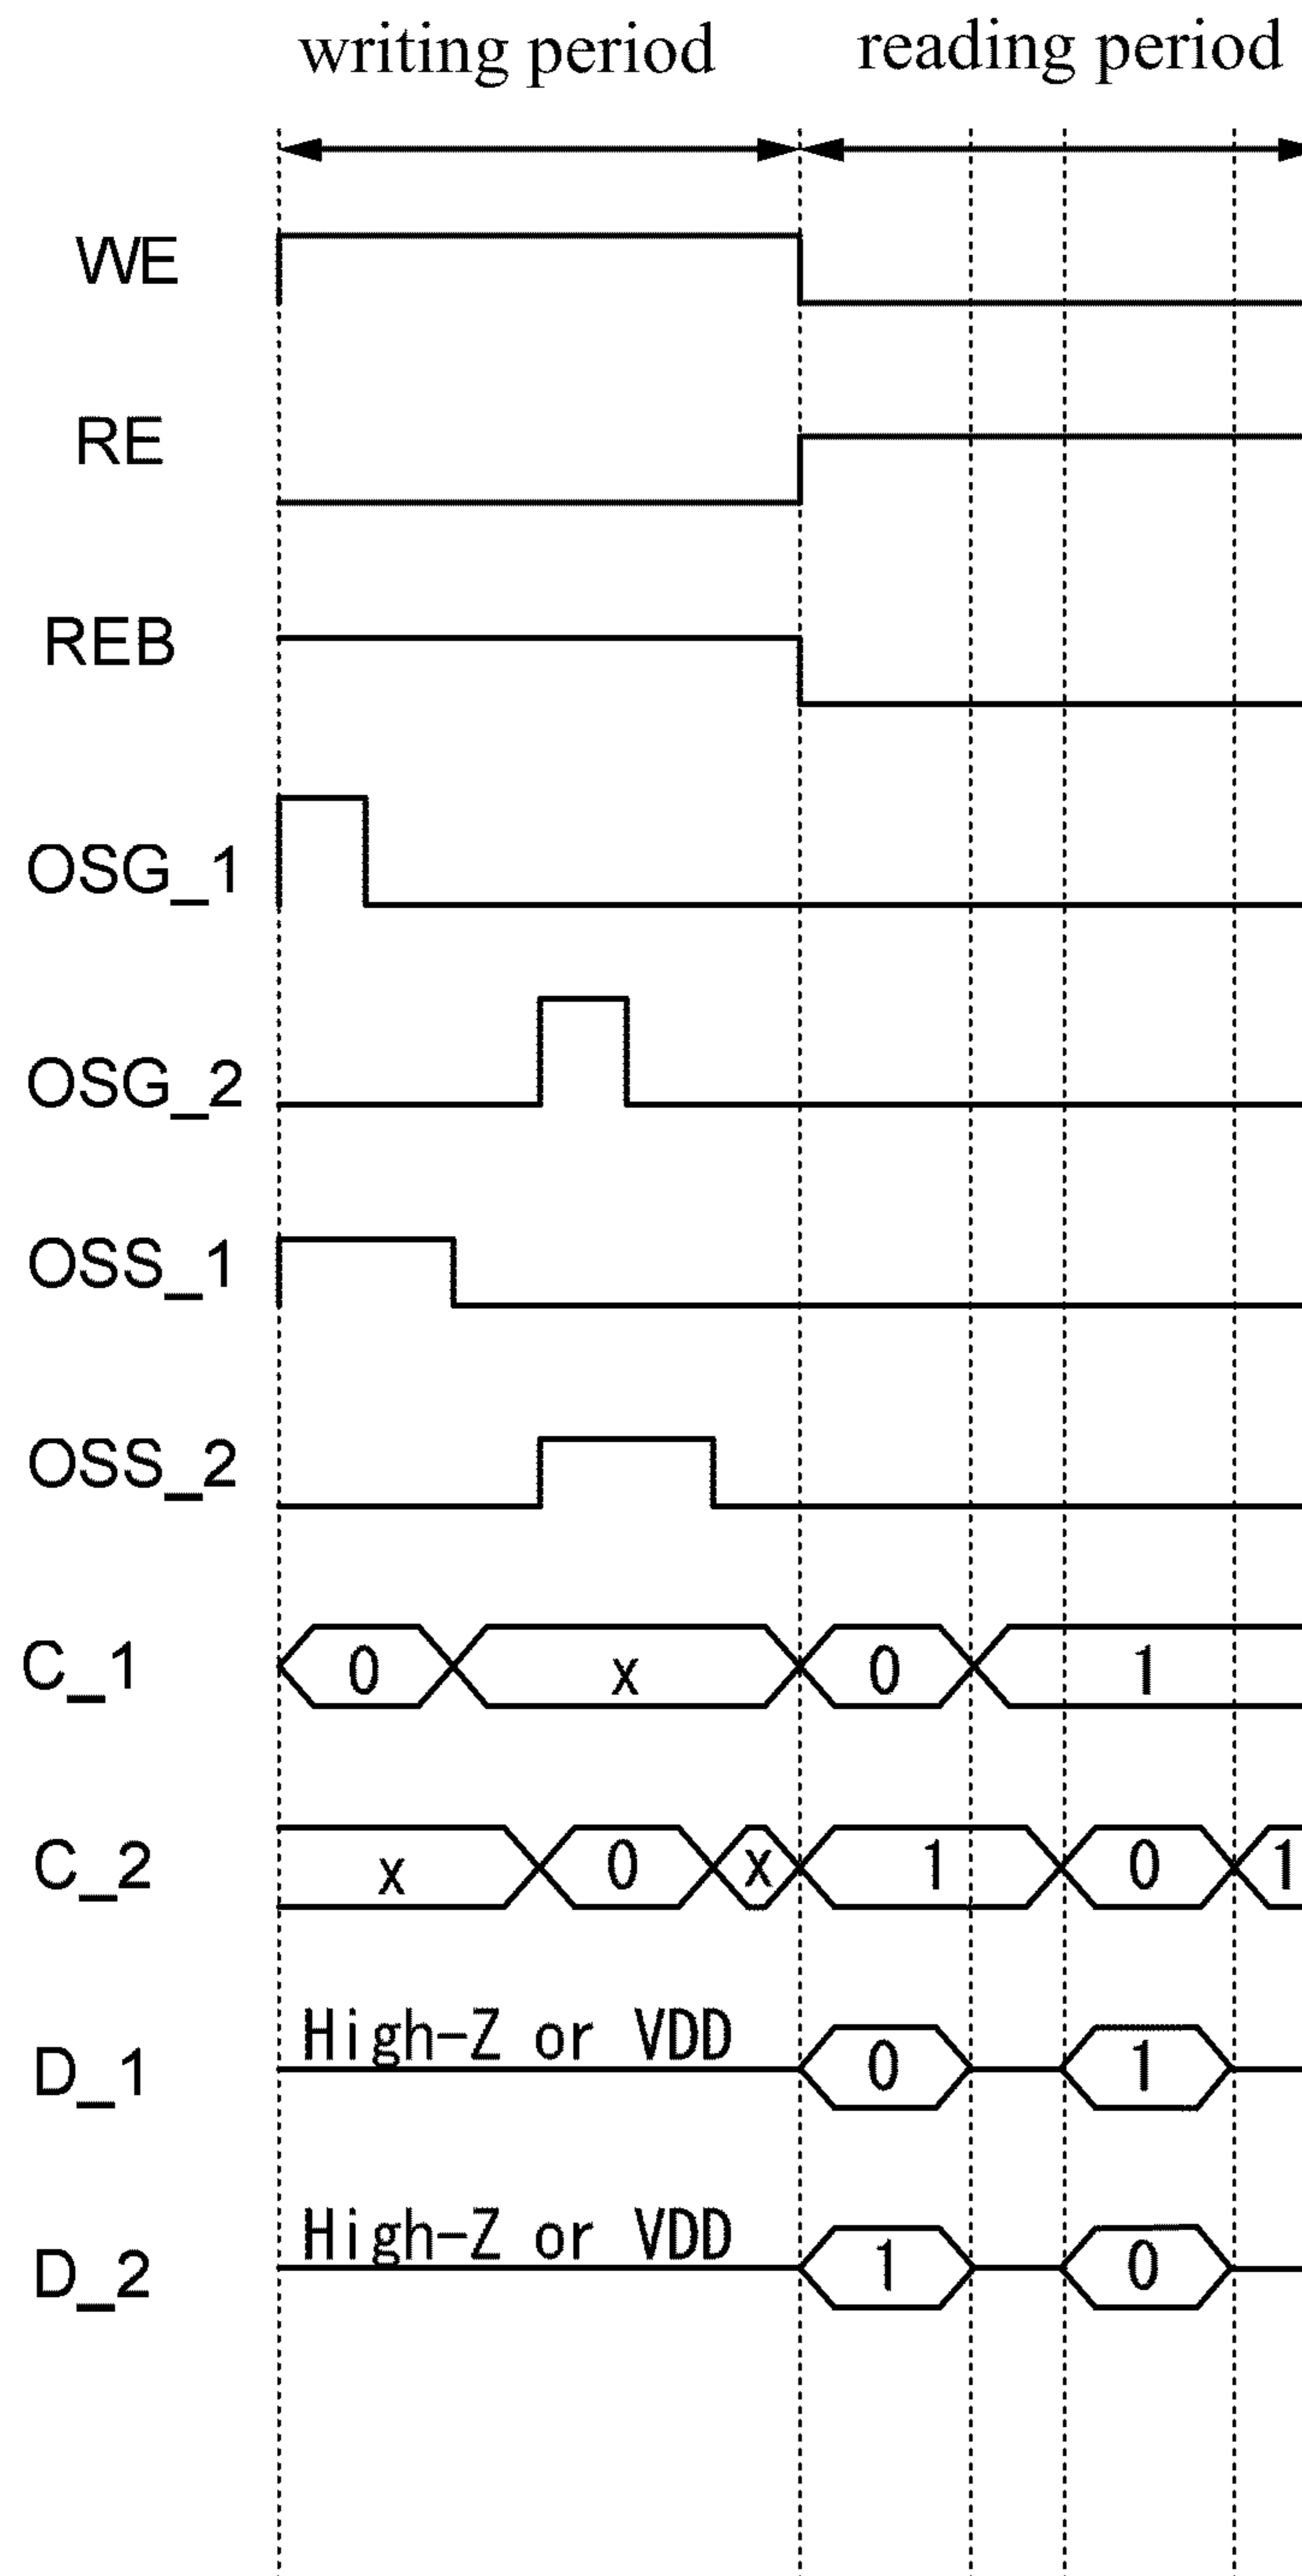 writing period reading period
WE
RE
REB
OSG_1
OSG_2
OSS_1
OSS_2
C_1 0 x 0 1
C_2 x 0 x 1 0 1
D_1 High-Z or VDD 0 1
D_2 High-Z or VDD 1 0